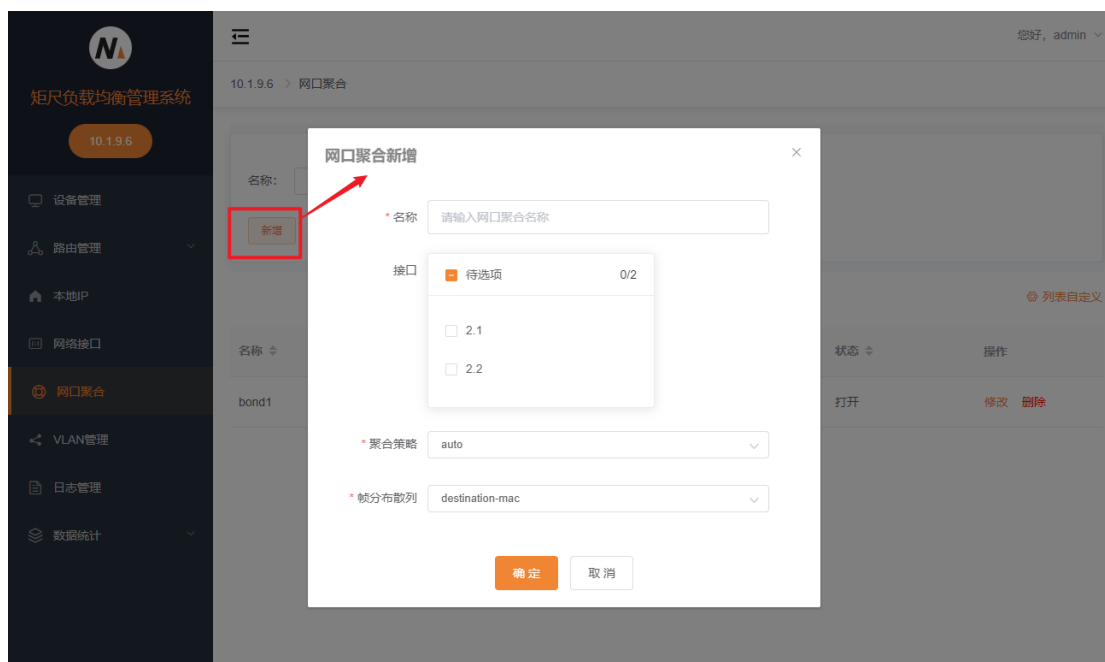 您好，admin
矩尺负载均衡管理系统
10.1.9.6
10.1.9.6 > 网口聚合
设备管理
路由管理
本地IP
网络接口
网口聚合
VLAN管理
日志管理
数据统计
名称：
新增
列表自定义
名称 状态 操作
bond1 打开 修改 删除
网口聚合新增
* 名称 请输入网口聚合名称
接口 待选项 0/2
2.1
2.2
* 聚合策略 auto
* 帧分布散列 destination-mac
确定 取消